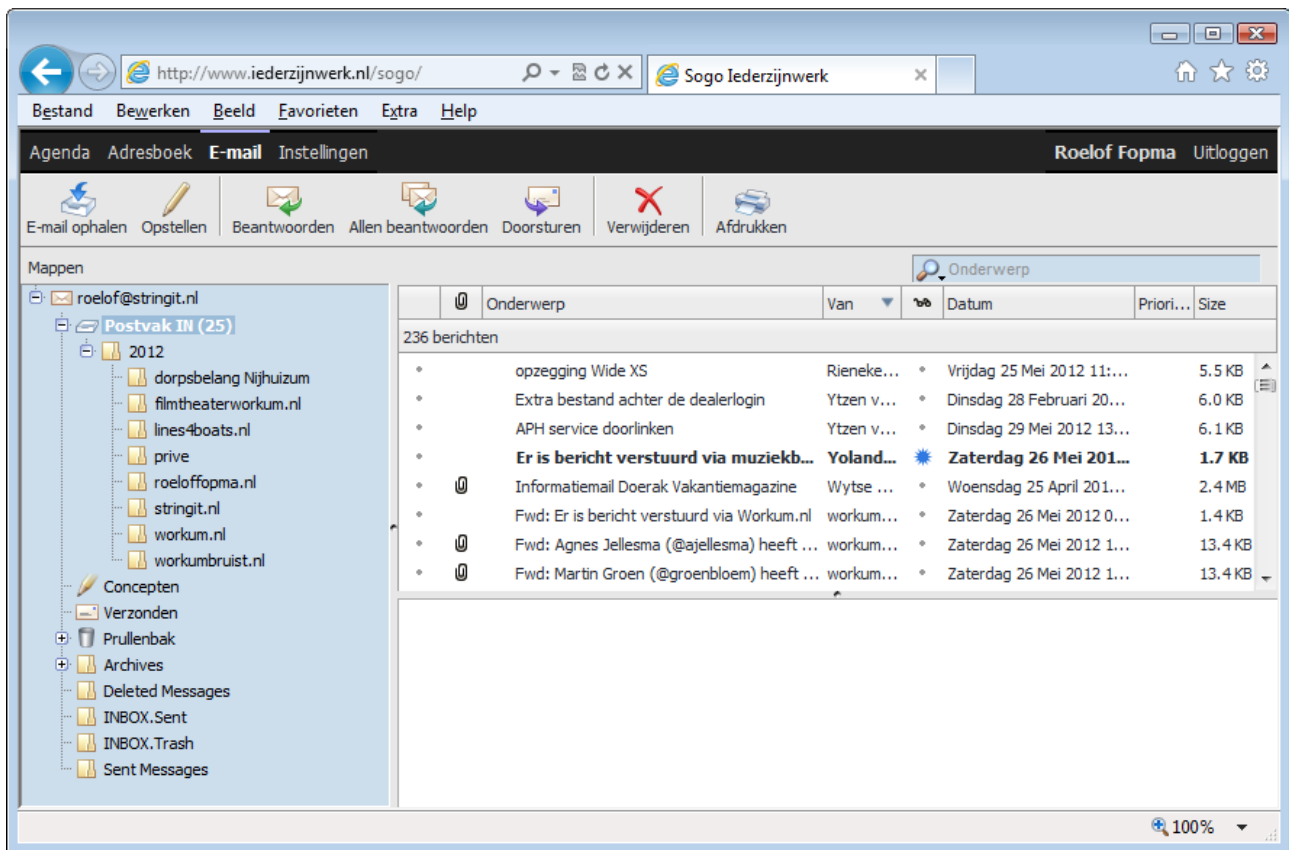 http://www.iederzijnwerk.nl/sogo/ Sogo Iederzijnwerk
Bestand Bewerken Beeld Favorieten Extra Help
Agenda Adresboek E-mail Instellingen Roelof Fopma Uitloggen
E-mail ophalen Opstellen Beantwoorden Allen beantwoorden Doorsturen Verwijderen Afdrukken
Mappen Onderwerp
roelof@stringit.nl
Postvak IN (25)
2012
dorpsbelang Nijhuizum
filmtheaterworkum.nl
lines4boats.nl
prive
roeloffopma.nl
stringit.nl
workum.nl
workumbruist.nl
Concepten
Verzonden
Prullenbak
Archives
Deleted Messages
INBOX.Sent
INBOX.Trash
Sent Messages
Onderwerp Van Datum Priori... Size
236 berichten
opzegging Wide XS Rieneke... Vrijdag 25 Mei 2012 11:... 5.5 KB
Extra bestand achter de dealerlogin Ytzen v... Dinsdag 28 Februari 20... 6.0 KB
APH service doorlinken Ytzen v... Dinsdag 29 Mei 2012 13... 6.1 KB
Er is bericht verstuurd via muziekb... Yoland... Zaterdag 26 Mei 201... 1.7 KB
Informatiemail Doerak Vakantiemagazine Wytse ... Woensdag 25 April 201... 2.4 MB
Fwd: Er is bericht verstuurd via Workum.nl workum... Zaterdag 26 Mei 2012 0... 1.4 KB
Fwd: Agnes Jellesma (@ajellesma) heeft ... workum... Zaterdag 26 Mei 2012 1... 13.4 KB
Fwd: Martin Groen (@groenbloem) heeft ... workum... Zaterdag 26 Mei 2012 1... 13.4 KB
100%